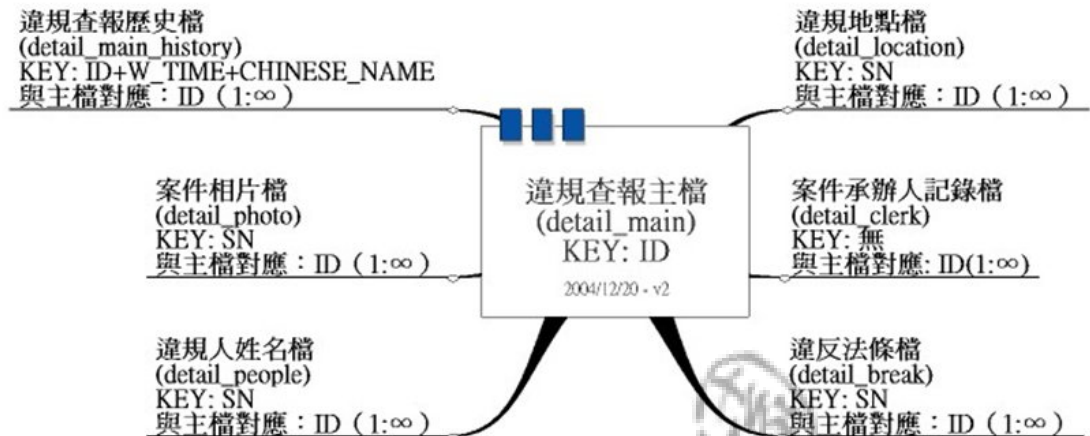 違規查報歷史檔
(detail_main_history)
KEY: ID+W_TIME+CHINESE_NAME
與主檔對應：ID（1:∞）
違規地點檔
(detail_location)
KEY: SN
與主檔對應：ID（1:∞）
案件相片檔
(detail_photo)
KEY: SN
與主檔對應：ID（1:∞）
違規查報主檔
(detail_main)
KEY: ID
2004/12/20 - v2
案件承辦人記錄檔
(detail_clerk)
KEY: 無
與主檔對應: ID(1:∞)
違規人姓名檔
(detail_people)
KEY: SN
與主檔對應：ID（1:∞）
違反法條檔
(detail_break)
KEY: SN
與主檔對應：ID（1:∞）